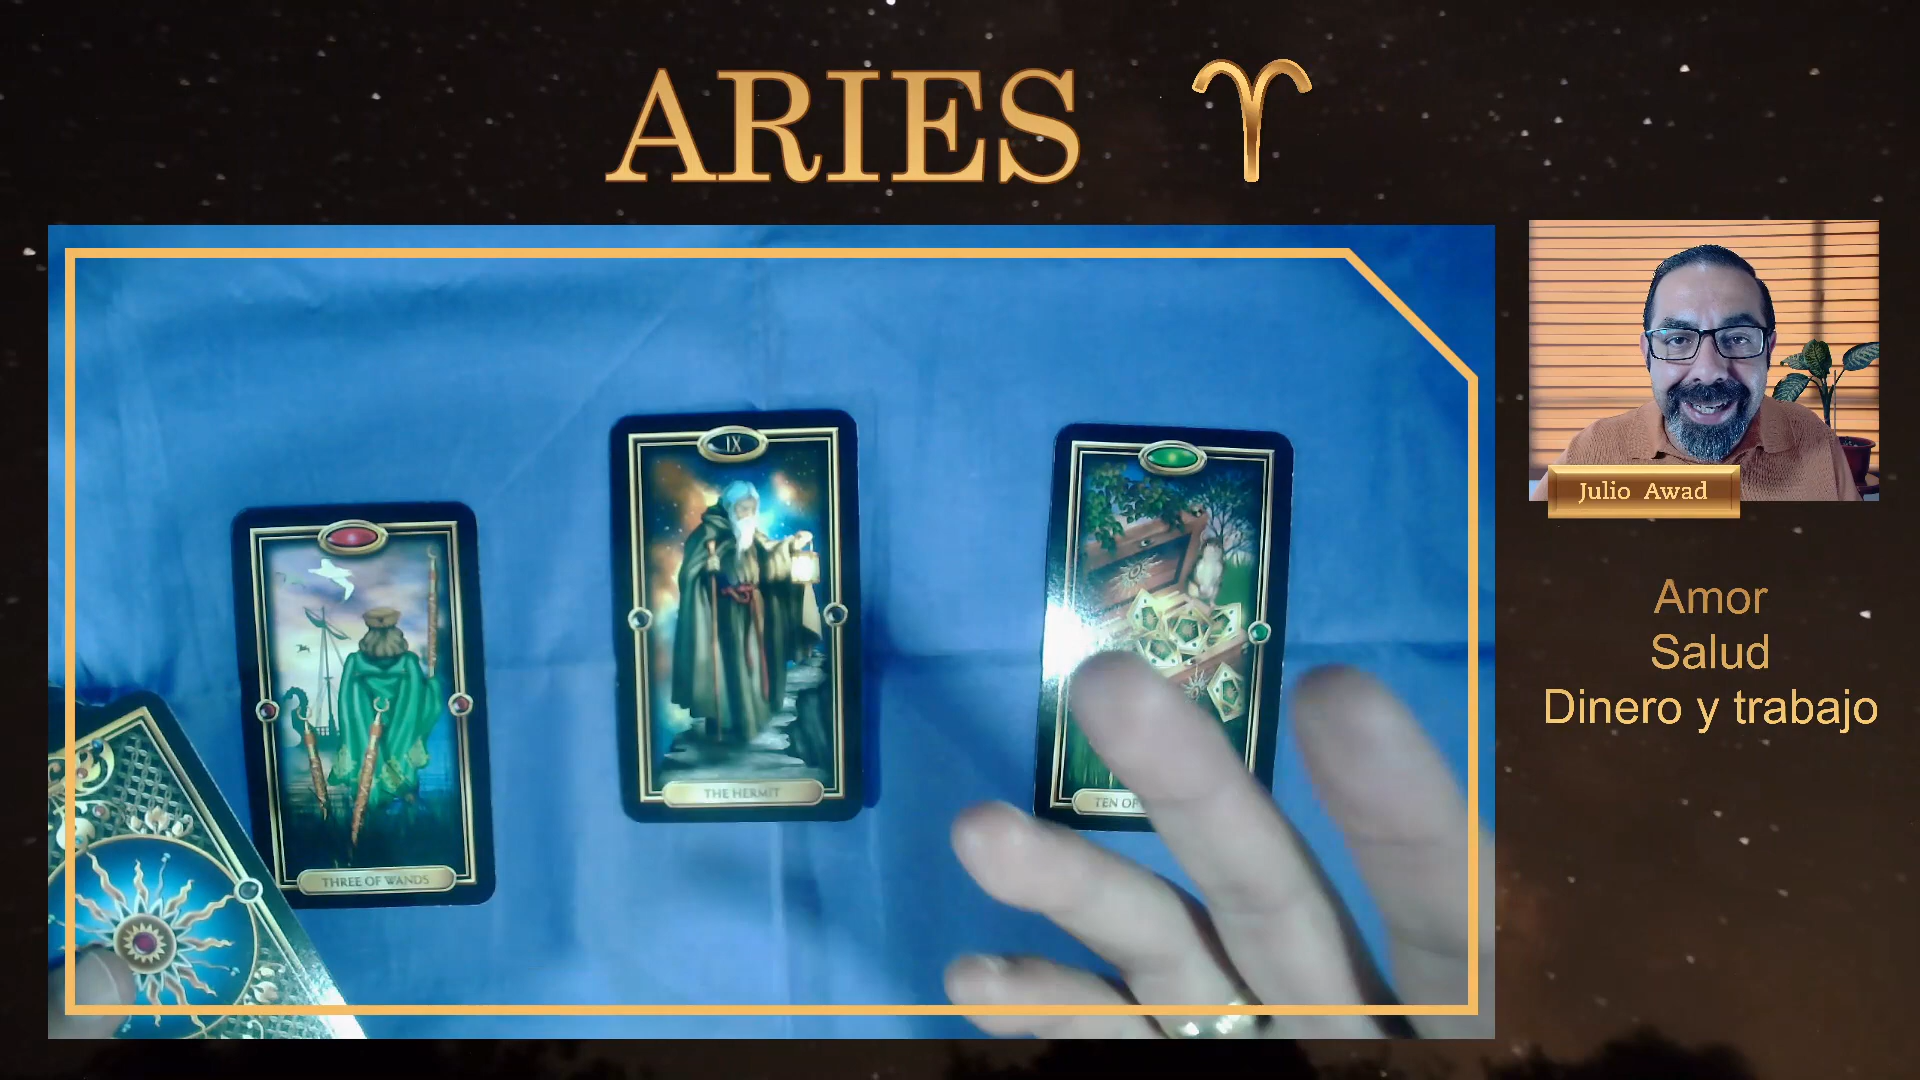 ARIES
Julio Awad
IX
THE HERMIT
TEN OF
THREE OF WANDS
Amor
Salud
Dinero y trabajo